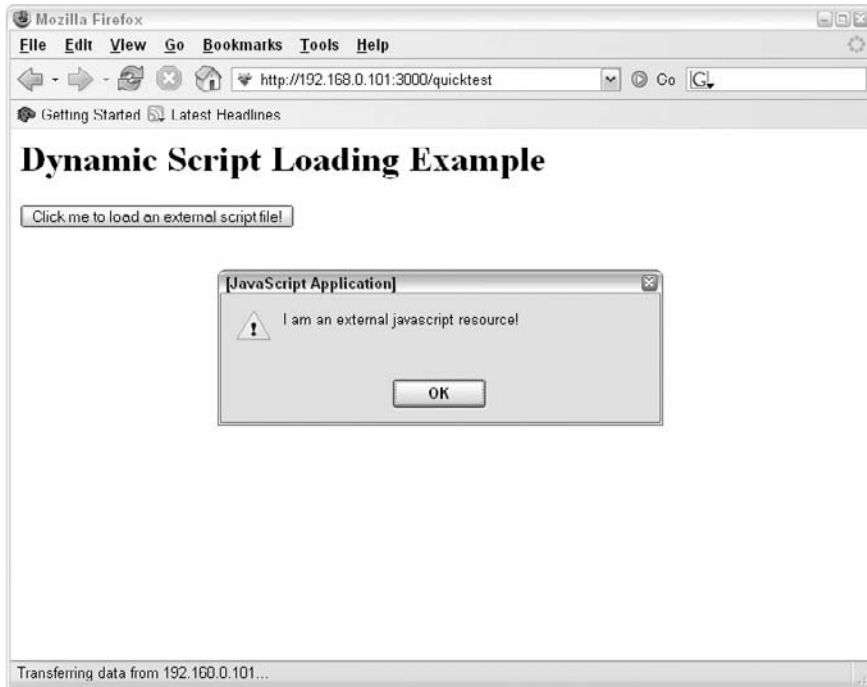 Mozilla Firefox
File Edit View Go Bookmarks Tools Help
http://192.168.0.101:3000/quicktest Go G
Getting Started Latest Headlines
Dynamic Script Loading Example
Click me to load an external script file!
[JavaScript Application]
I am an external javascript resource!
OK
Transferring data from 192.160.0.101...